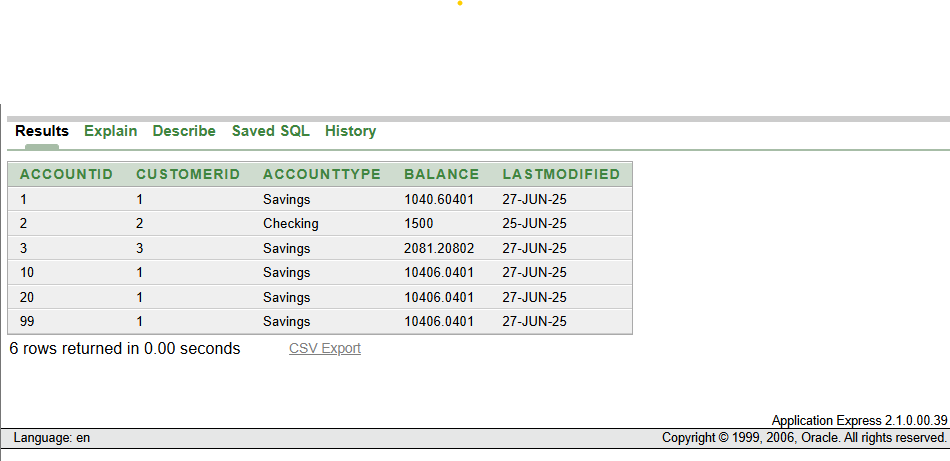 Results Explain Describe Saved SQL History
ACCOUNTID CUSTOMERID ACCOUNTTYPE BALANCE LASTMODIFIED
1 1 Savings 1040.60401 27-JUN-25
2 2 Checking 1500 25-JUN-25
3 3 Savings 2081.20802 27-JUN-25
10 1 Savings 10406.0401 27-JUN-25
20 1 Savings 10406.0401 27-JUN-25
99 1 Savings 10406.0401 27-JUN-25
6 rows returned in 0.00 seconds CSV Export
Application Express 2.1.0.00.39
Language: en Copyright © 1999, 2006, Oracle. All rights reserved.